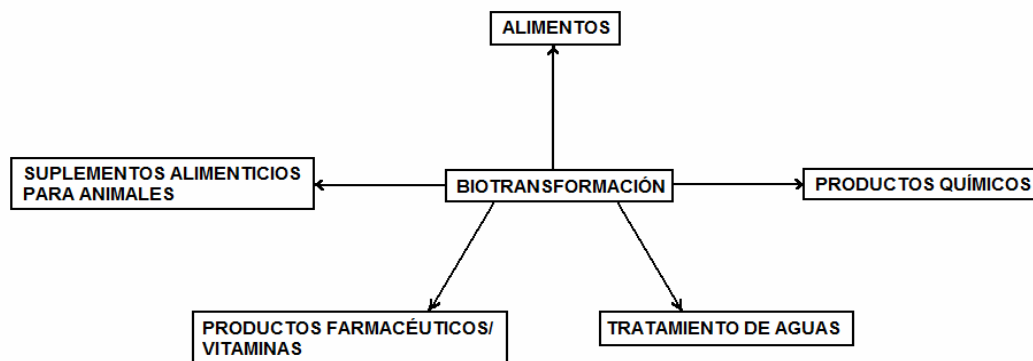 ALIMENTOS
SUPLEMENTOS ALIMENTICIOS
PARA ANIMALES
BIOTRANSFORMACIÓN
PRODUCTOS QUÍMICOS
PRODUCTOS FARMACÉUTICOS/
VITAMINAS
TRATAMIENTO DE AGUAS